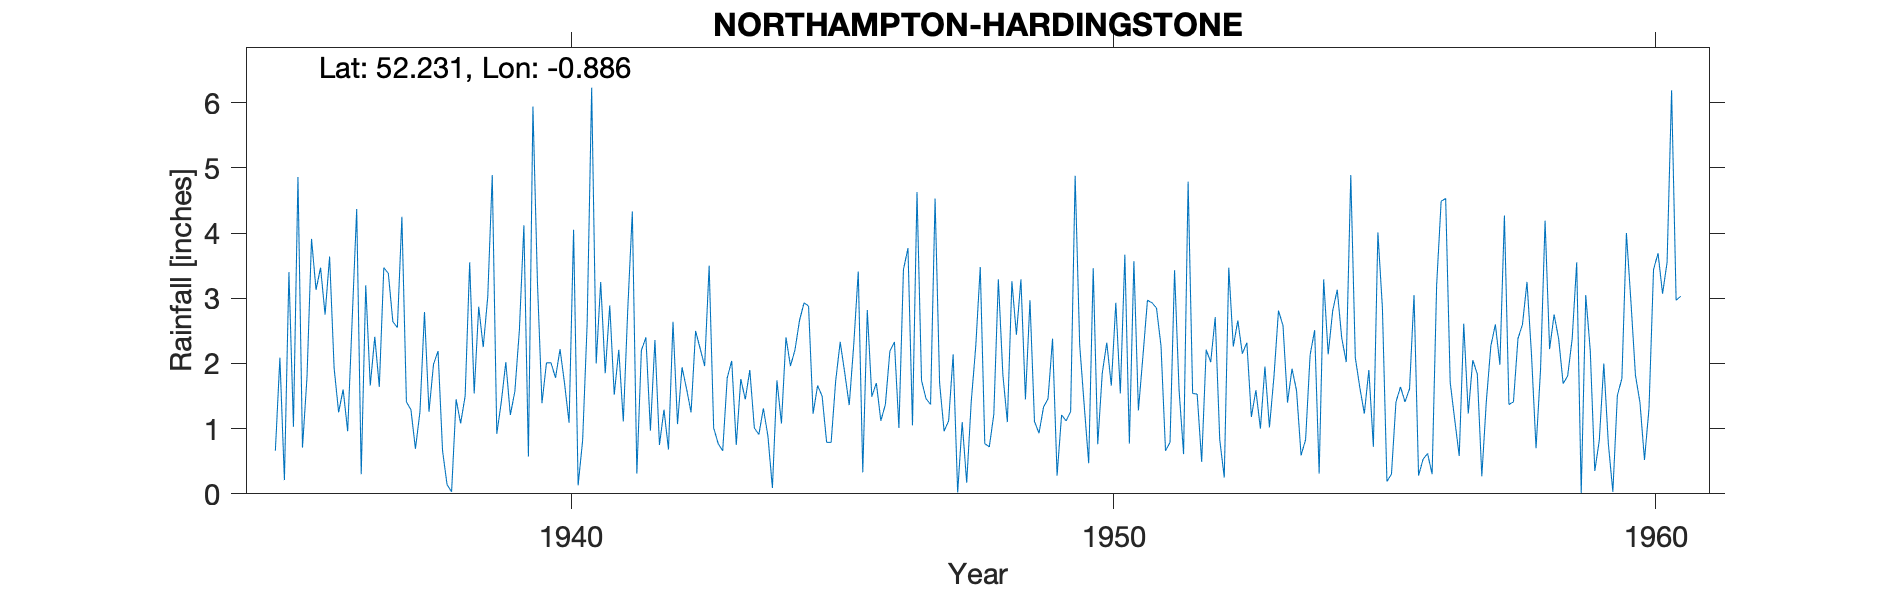 NORTHAMPTON-HARDINGSTONE
Lat: 52.231, Lon: -0.886
6
5
4
3
2
1
0
Rainfall [inches]
1940 1950 1960
Year